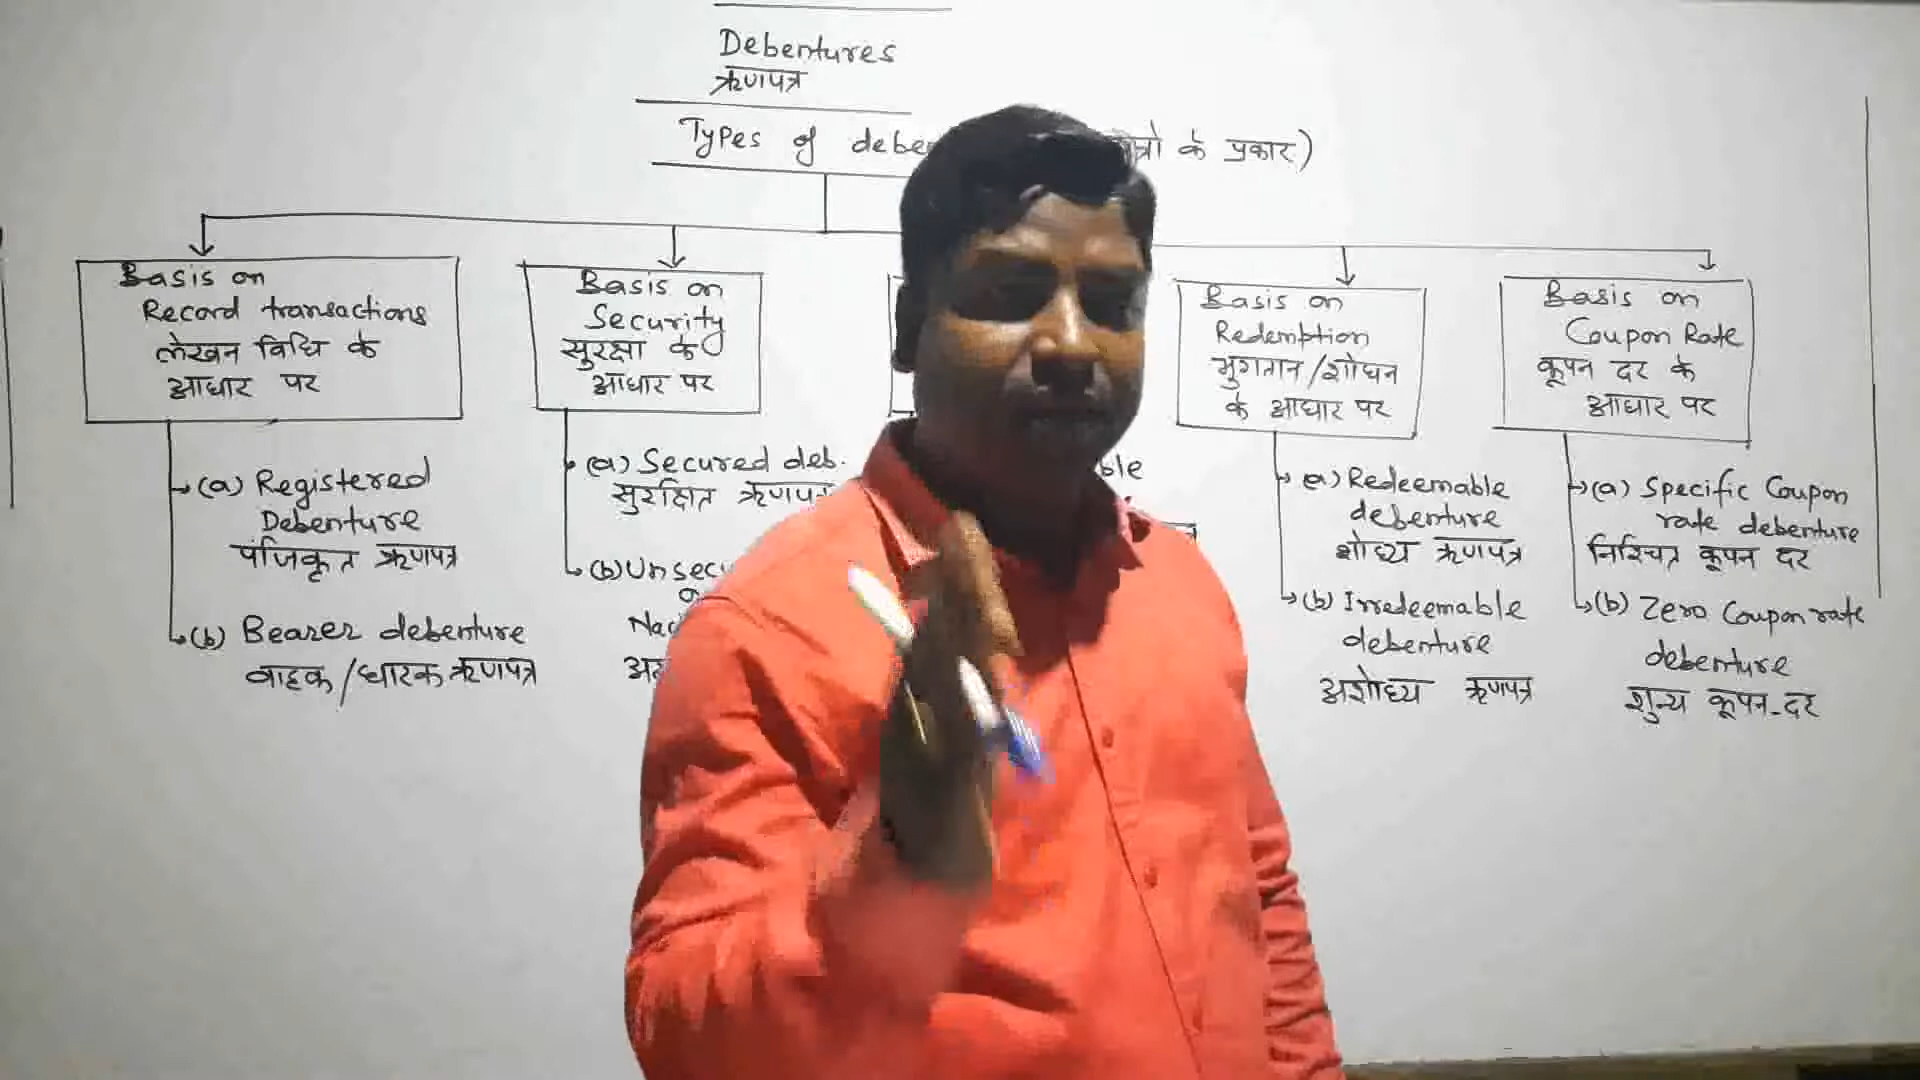 Debentures
ऋणपत्र
Types of के प्रकार)
Basis on
Record transactions
लेखन विधि के
आधार पर
(a) Registered
Debenture
पंजिकृत ऋणपत्र
(b) Bearer debenture
वाहक/धारक ऋणपत्र
Basis on
Security
सुरक्षा के
आधार पर
(a) Secured deb.
सुरक्षित ऋणपत्र
(b)
Basis on
Redemption
भुगतान/शोधन
के आधार पर
(a) Redeemable
debenture
शोध्य ऋणपत्र
(b) Irredeemable
debenture
अशोध्य ऋणपत्र
Basis on
Coupon Rate
कूपन दर के
आधार पर
(a) Specific Coupon
rate debenture
निश्चित कूपन दर
(b) Zero Coupon rate
debenture
शुन्य कूपन-दर